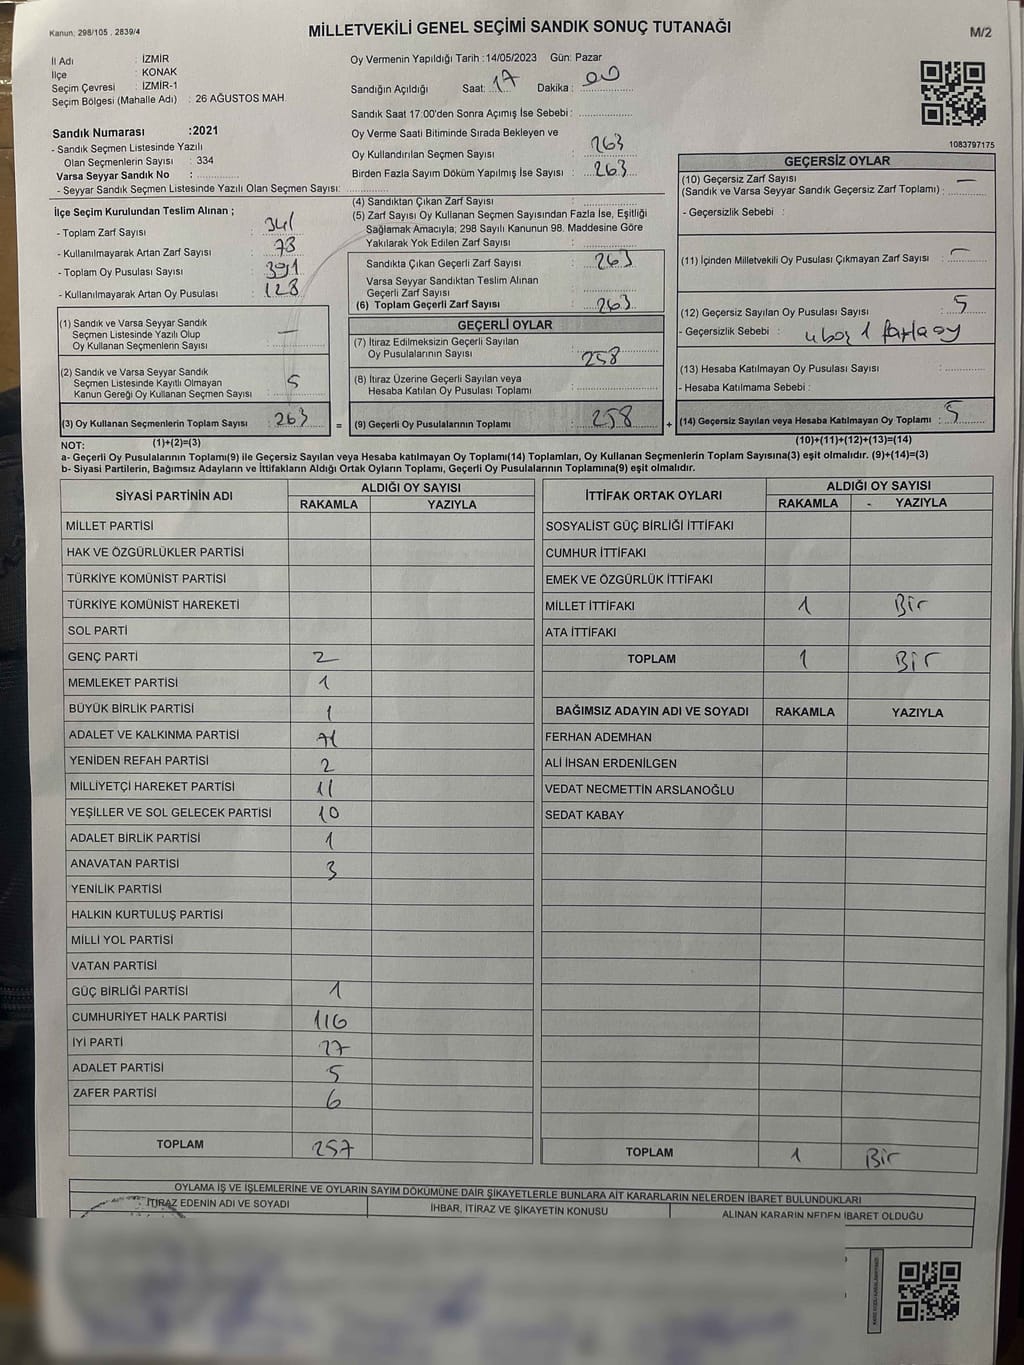 Kanun, 298/105 , 2839/4
MİLLETVEKİLİ GENEL SEÇİMİ SANDIK SONUÇ TUTANAĞI
M/2
İl Adı : İZMİR
İlçe : KONAK
Seçim Çevresi : İZMİR-1
Seçim Bölgesi (Mahalle Adı) : 26 AĞUSTOS MAH.
Sandık Numarası :2021
- Sandık Seçmen Listesinde Yazılı
Olan Seçmenlerin Sayısı : 334
Varsa Seyyar Sandık No :
- Seyyar Sandık Seçmen Listesinde Yazılı Olan Seçmen Sayısı:
Oy Vermenin Yapıldığı Tarih :14/05/2023 Gün: Pazar
Sandığın Açıldığı Saat: 17 Dakika : 00
Sandık Saat 17:00'den Sonra Açımış İse Sebebi :
Oy Verme Saati Bitiminde Sırada Bekleyen ve
Oy Kullandırılan Seçmen Sayısı : 263
Birden Fazla Sayım Döküm Yapılmış İse Sayısı : 263
1083797175
İlçe Seçim Kurulundan Teslim Alınan ;
- Toplam Zarf Sayısı : 341
- Kullanılmayarak Artan Zarf Sayısı : 78
- Toplam Oy Pusulası Sayısı : 391
- Kullanılmayarak Artan Oy Pusulası : 128
(1) Sandık ve Varsa Seyyar Sandık
Seçmen Listesinde Yazılı Olup
Oy Kullanan Seçmenlerin Sayısı : —
(2) Sandık ve Varsa Seyyar Sandık
Seçmen Listesinde Kayıtlı Olmayan
Kanun Gereği Oy Kullanan Seçmen Sayısı : 5
(3) Oy Kullanan Seçmenlerin Toplam Sayısı : 263
(4) Sandıktan Çıkan Zarf Sayısı :
(5) Zarf Sayısı Oy Kullanan Seçmen Sayısından Fazla İse, Eşitliği
Sağlamak Amacıyla; 298 Sayılı Kanunun 98. Maddesine Göre
Yakılarak Yok Edilen Zarf Sayısı :
Sandıkta Çıkan Geçerli Zarf Sayısı : 263
Varsa Seyyar Sandıktan Teslim Alınan
Geçerli Zarf Sayısı :
(6) Toplam Geçerli Zarf Sayısı : 263
GEÇERLİ OYLAR
(7) İtiraz Edilmeksizin Geçerli Sayılan
Oy Pusulalarının Sayısı : 258
(8) İtiraz Üzerine Geçerli Sayılan veya
Hesaba Katılan Oy Pusulası Toplamı :
= (9) Geçerli Oy Pusulalarının Toplamı : 258
GEÇERSİZ OYLAR
(10) Geçersiz Zarf Sayısı
(Sandık ve Varsa Seyyar Sandık Geçersiz Zarf Toplamı) : —
- Geçersizlik Sebebi :
(11) İçinden Milletvekili Oy Pusulası Çıkmayan Zarf Sayısı : —
(12) Geçersiz Sayılan Oy Pusulası Sayısı : 5
- Geçersizlik Sebebi : 4 boş 1 fazla oy
(13) Hesaba Katılmayan Oy Pusulası Sayısı :
- Hesaba Katılmama Sebebi :
+ (14) Geçersiz Sayılan veya Hesaba Katılmayan Oy Toplamı : 5
NOT: (1)+(2)=(3)
(10)+(11)+(12)+(13)=(14)
a- Geçerli Oy Pusulalarının Toplamı(9) ile Geçersiz Sayılan veya Hesaba katılmayan Oy Toplamı(14) Toplamları, Oy Kullanan Seçmenlerin Toplam Sayısına(3) eşit olmalıdır. (9)+(14)=(3)
b- Siyasi Partilerin, Bağımsız Adayların ve İttifakların Aldığı Ortak Oyların Toplamı, Geçerli Oy Pusulalarının Toplamına(9) eşit olmalıdır.
SİYASİ PARTİNİN ADI ALDIĞI OY SAYISI
RAKAMLA YAZIYLA
MİLLET PARTİSİ
HAK VE ÖZGÜRLÜKLER PARTİSİ
TÜRKİYE KOMÜNİST PARTİSİ
TÜRKİYE KOMÜNİST HAREKETİ
SOL PARTİ
GENÇ PARTİ 2
MEMLEKET PARTİSİ 1
BÜYÜK BİRLİK PARTİSİ 1
ADALET VE KALKINMA PARTİSİ 71
YENİDEN REFAH PARTİSİ 2
MİLLİYETÇİ HAREKET PARTİSİ 11
YEŞİLLER VE SOL GELECEK PARTİSİ 10
ADALET BİRLİK PARTİSİ 1
ANAVATAN PARTİSİ 3
YENİLİK PARTİSİ
HALKIN KURTULUŞ PARTİSİ
MİLLİ YOL PARTİSİ
VATAN PARTİSİ
GÜÇ BİRLİĞİ PARTİSİ 1
CUMHURİYET HALK PARTİSİ 116
İYİ PARTİ 27
ADALET PARTİSİ 5
ZAFER PARTİSİ 6
TOPLAM 257
İTTİFAK ORTAK OYLARI ALDIĞI OY SAYISI
RAKAMLA - YAZIYLA
SOSYALİST GÜÇ BİRLİĞİ İTTİFAKI
CUMHUR İTTİFAKI
EMEK VE ÖZGÜRLÜK İTTİFAKI
MİLLET İTTİFAKI 1 Bir
ATA İTTİFAKI
TOPLAM 1 Bir
BAĞIMSIZ ADAYIN ADI VE SOYADI RAKAMLA YAZIYLA
FERHAN ADEMHAN
ALİ İHSAN ERDENİLGEN
VEDAT NECMETTİN ARSLANOĞLU
SEDAT KABAY
TOPLAM 1 Bir
OYLAMA İŞ VE İŞLEMLERİNE VE OYLARIN SAYIM DÖKÜMÜNE DAİR ŞİKAYETLERLE BUNLARA AİT KARARLARIN NELERDEN İBARET BULUNDUKLARI
İTİRAZ EDENİN ADI VE SOYADI
İHBAR, İTİRAZ VE ŞİKAYETİN KONUSU
ALINAN KARARIN NEDEN İBARET OLDUĞU